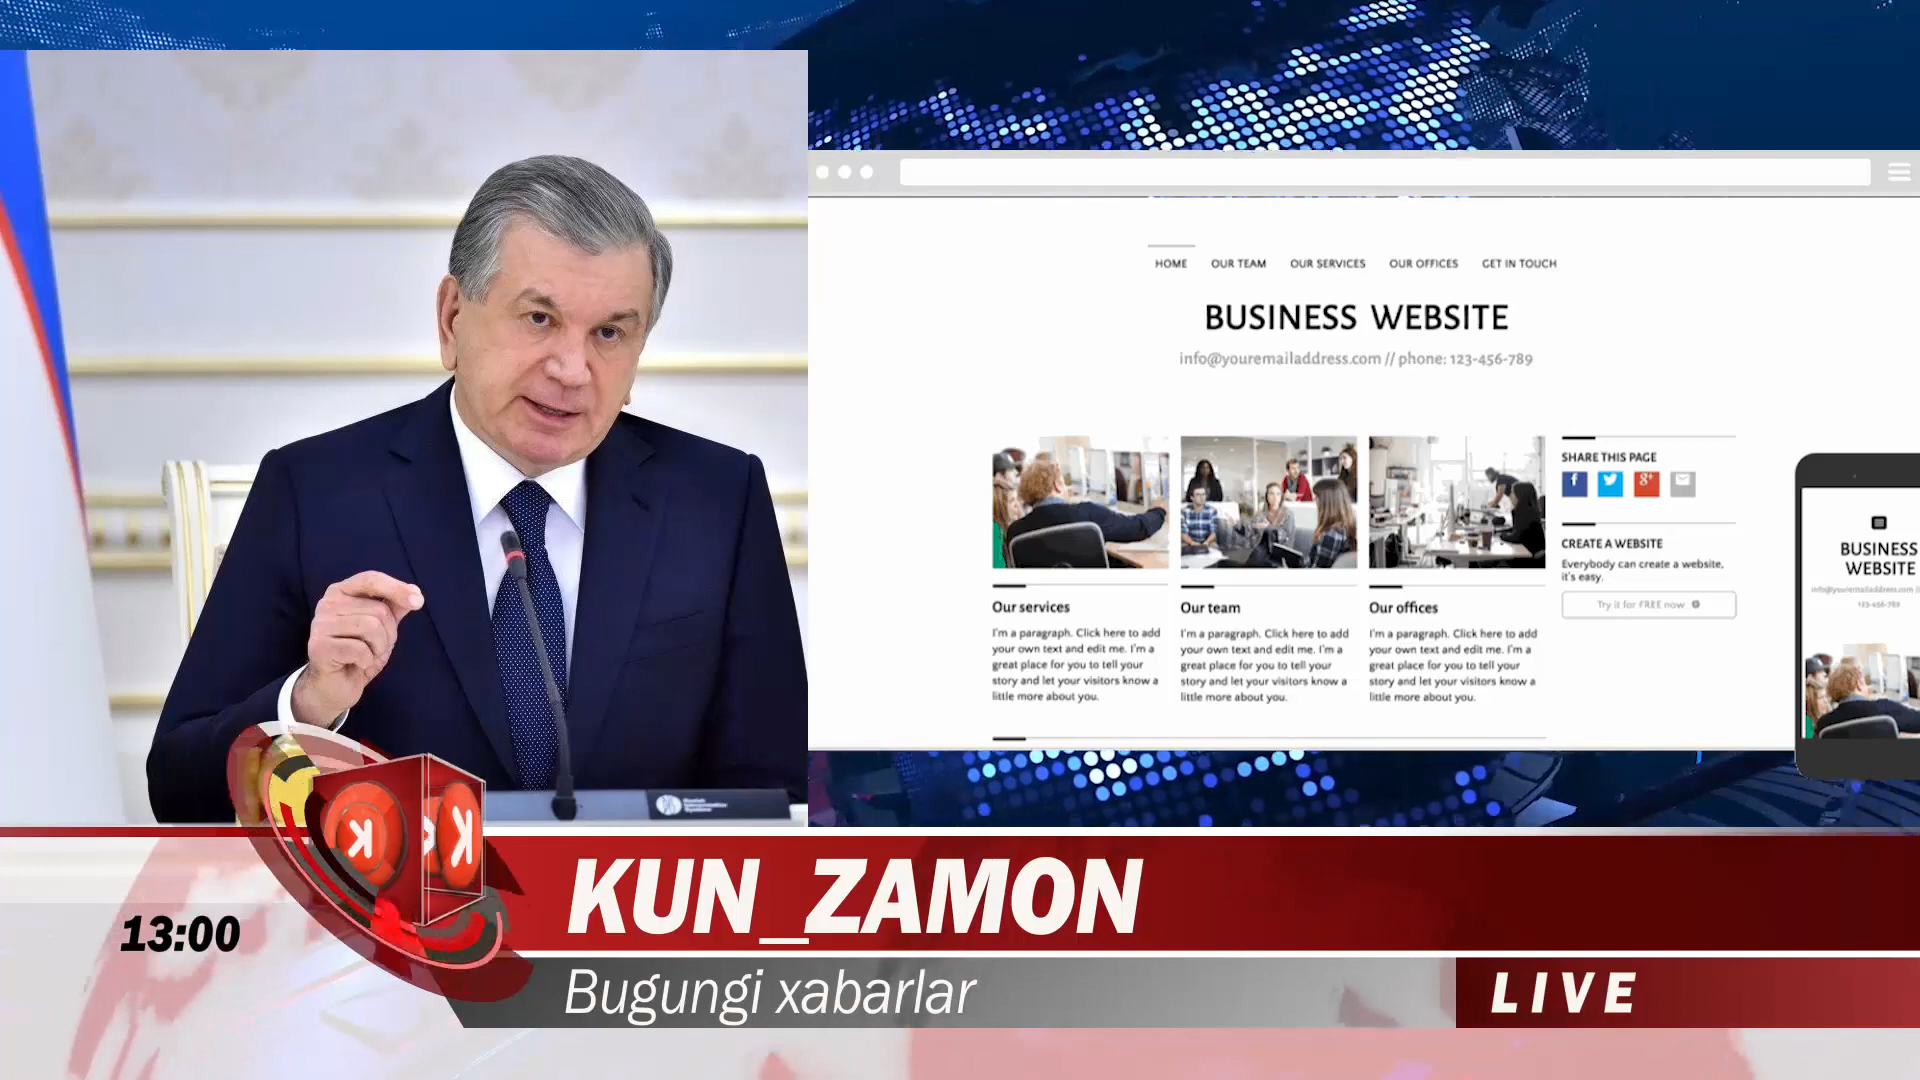 HOME OUR TEAM OUR SERVICES OUR OFFICES GET IN TOUCH
BUSINESS WEBSITE
info@youremailaddress.com // phone: 123-456-789
SHARE THIS PAGE
f
g+
CREATE A WEBSITE
Everybody can create a website,
it's easy.
Try it for FREE now
Our services
I'm a paragraph. Click here to add
your own text and edit me. I'm a
great place for you to tell your
story and let your visitors know a
little more about you.
Our team
I'm a paragraph. Click here to add
your own text and edit me. I'm a
great place for you to tell your
story and let your visitors know a
little more about you.
Our offices
I'm a paragraph. Click here to add
your own text and edit me. I'm a
great place for you to tell your
story and let your visitors know a
little more about you.
BUSINESS
WEBSITE
info@youremailaddress.com //
123-456-789
K K
KUN_ZAMON
13:00
Bugungi xabarlar
LIVE